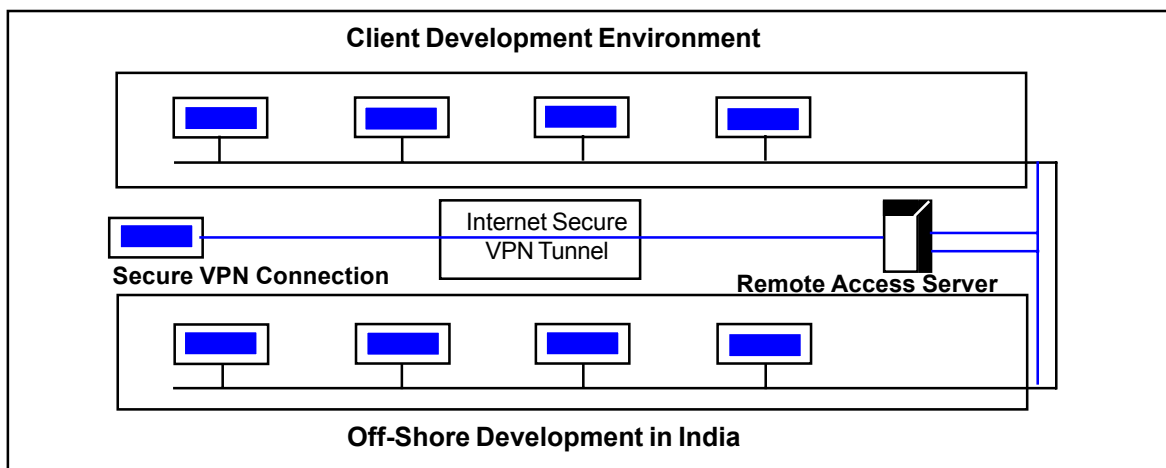 Client Development Environment
Internet Secure
VPN Tunnel
Secure VPN Connection
Remote Access Server
Off-Shore Development in India